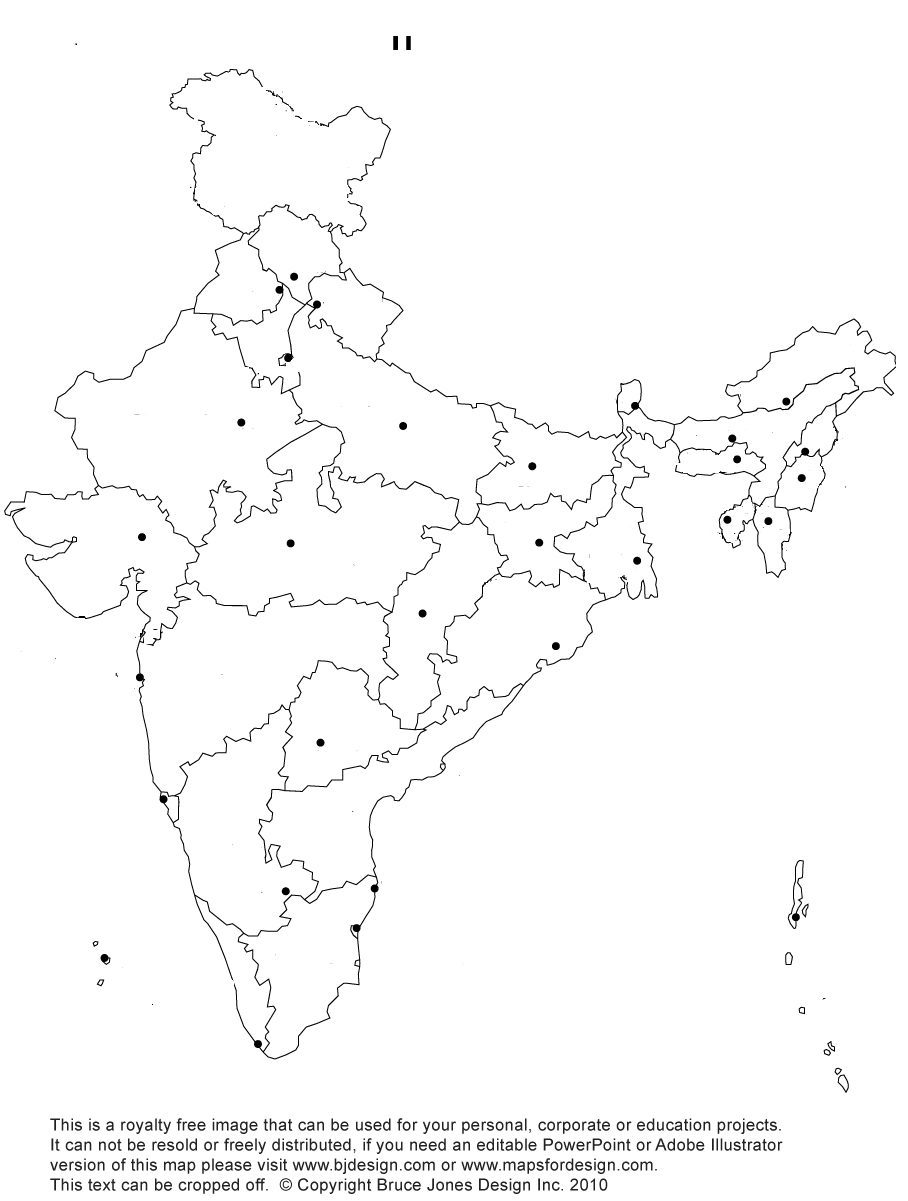 This is a royalty free image that can be used for your personal, corporate or education projects.
It can not be resold or freely distributed, if you need an editable PowerPoint or Adobe Illustrator
version of this map please visit www.bjdesign.com or www.mapsfordesign.com.
This text can be cropped off. © Copyright Bruce Jones Design Inc. 2010